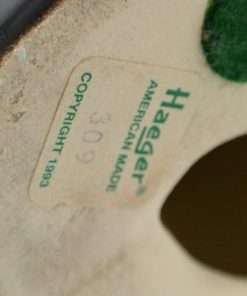 Haeger®
AMERICAN MADE
309
COPYRIGHT 1993